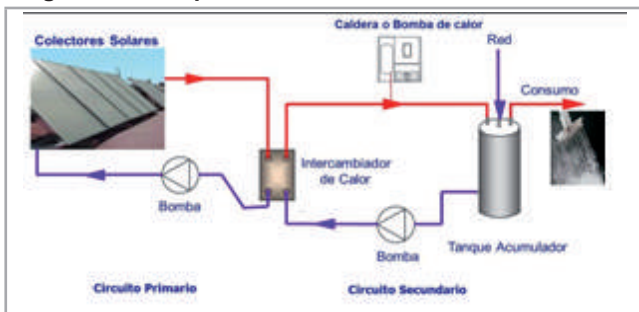 Caldera o Bomba de calor
Colectores Solares
Red
Consumo
Intercambiador
de Calor
Bomba
Bomba
Tanque Acumulador
Circuito Primario
Circuito Secundario